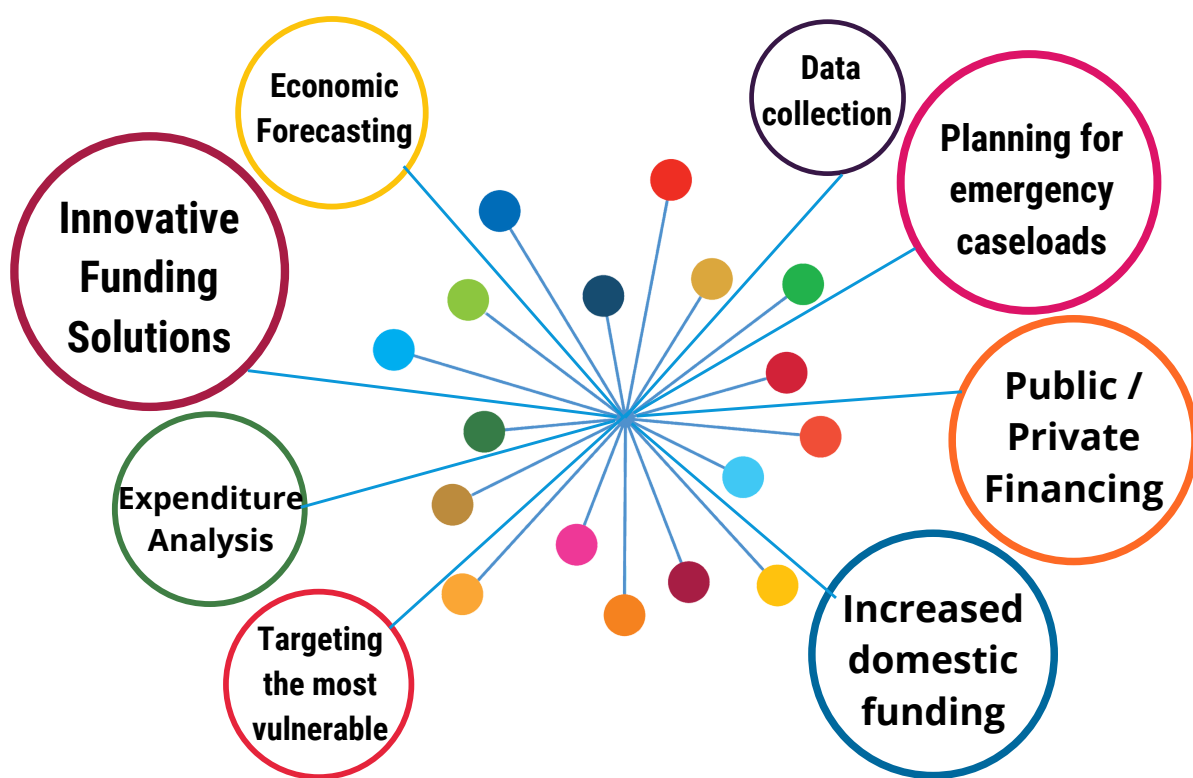 Economic
Forecasting
Data
collection
Planning for
emergency
caseloads
Innovative
Funding
Solutions
Public /
Private
Financing
Expenditure
Analysis
Increased
domestic
funding
Targeting
the most
vulnerable